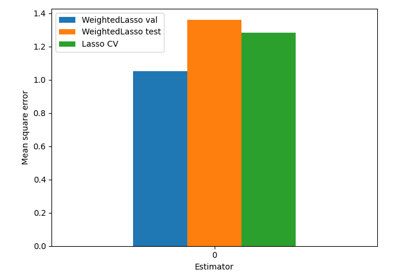 1.4
1.2
1.0
0.8
0.6
0.4
0.2
0.0
Mean square error
WeightedLasso val
WeightedLasso test
Lasso CV
0
Estimator